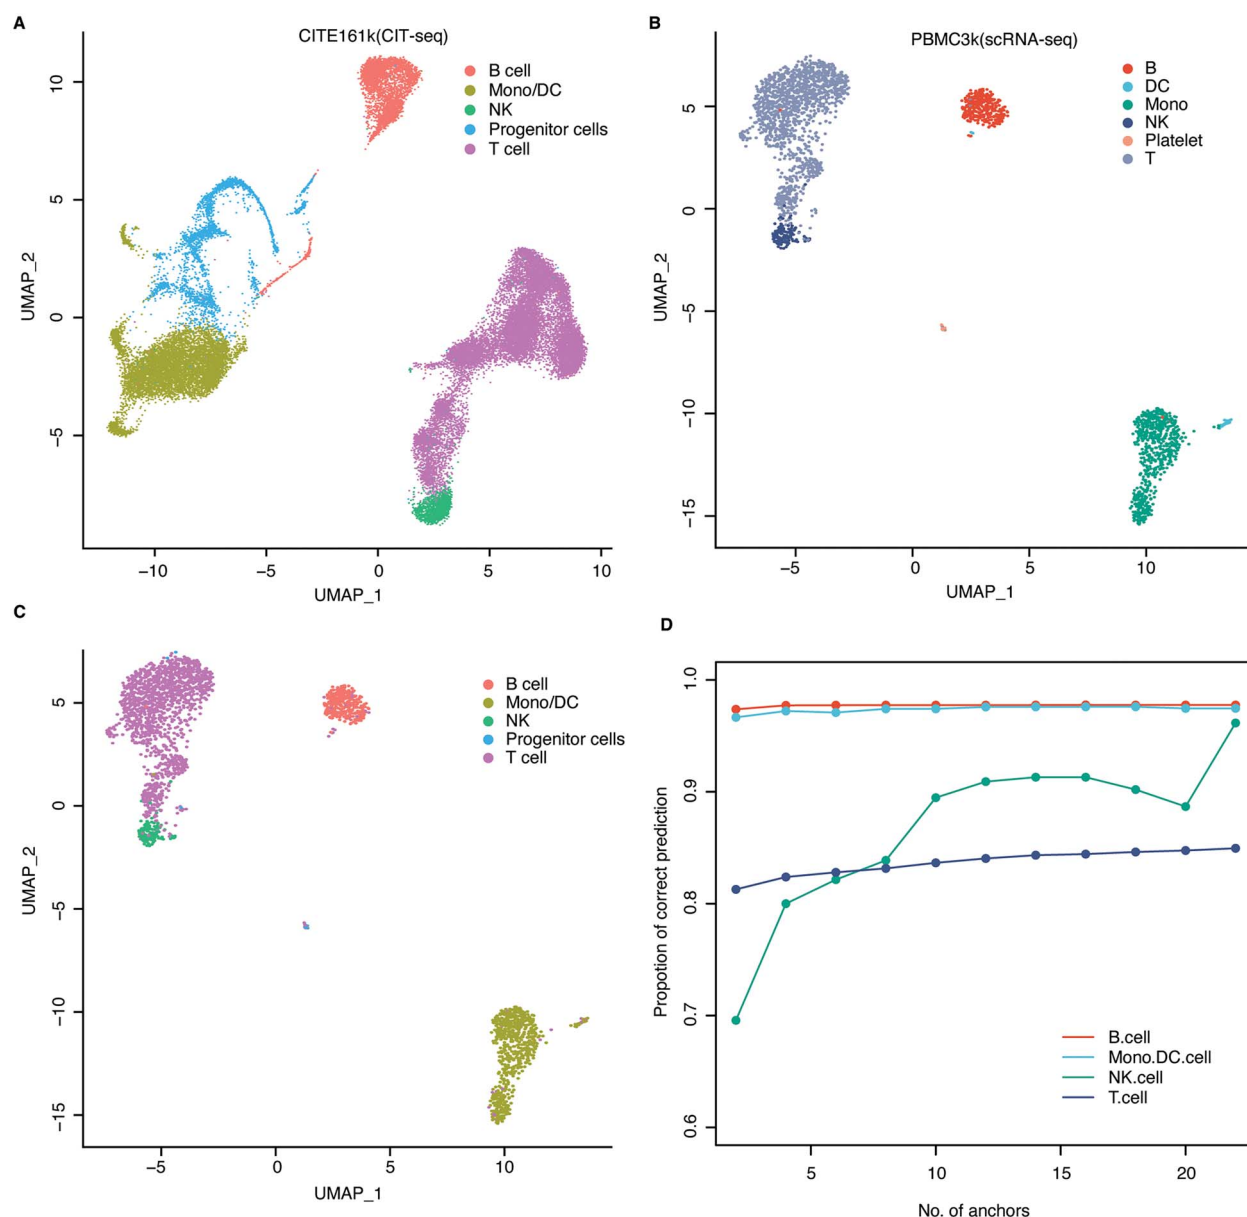 A
CITE161k(CIT-seq)
B cell
Mono/DC
NK
Progenitor cells
T cell
10
5
0
−5
UMAP_2
−10
−5
0
5
10
UMAP_1
B
PBMC3k(scRNA-seq)
B
DC
Mono
NK
Platelet
T
5
0
−5
−10
−15
UMAP_2
−5
0
5
10
UMAP_1
C
B cell
Mono/DC
NK
Progenitor cells
T cell
5
0
−5
−10
−15
UMAP_2
−5
0
5
10
UMAP_1
D
1.0
0.9
0.8
0.7
0.6
Propotion of correct prediction
B.cell
Mono.DC.cell
NK.cell
T.cell
5
10
15
20
No. of anchors